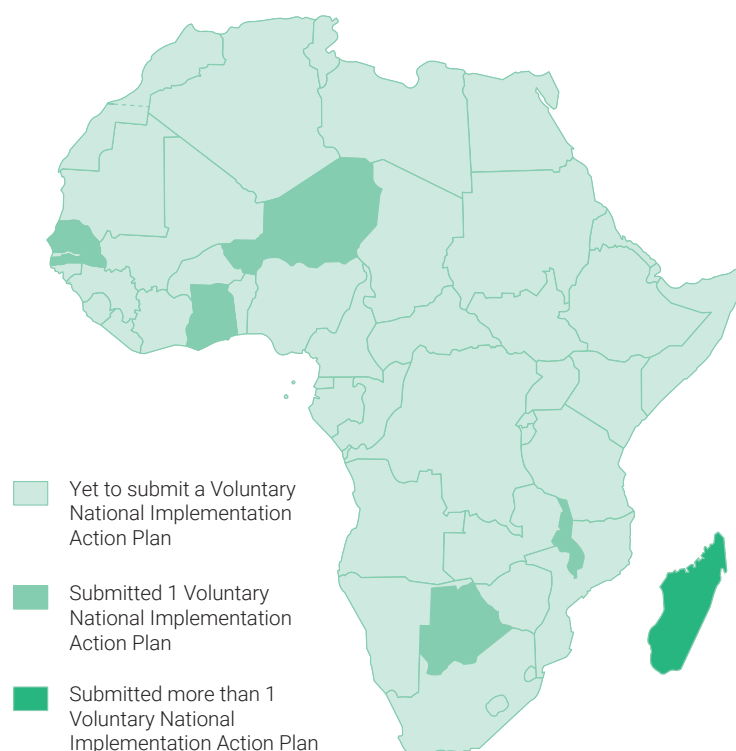 Yet to submit a Voluntary
National Implementation
Action Plan
Submitted 1 Voluntary
National Implementation
Action Plan
Submitted more than 1
Voluntary National
Implementation Action Plan